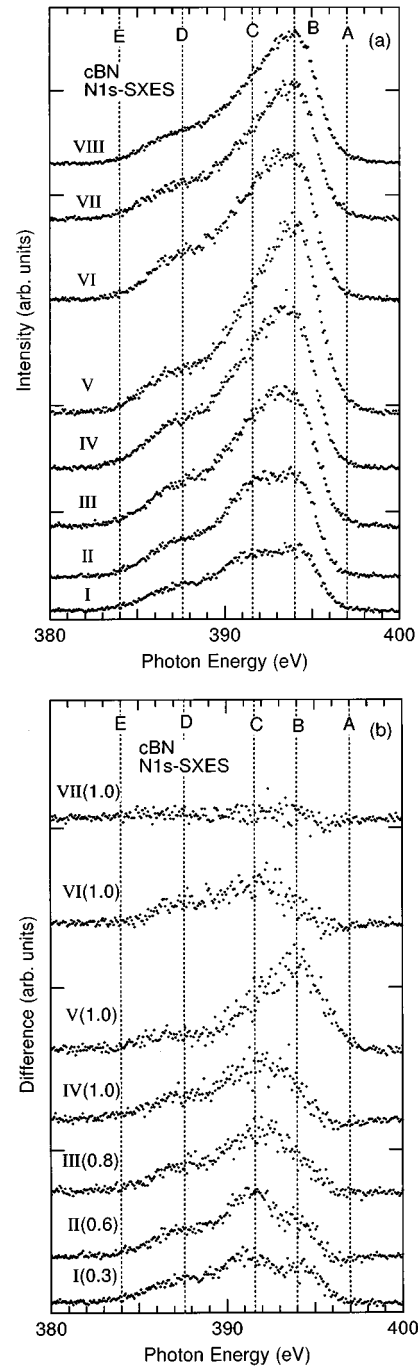 E D C B A (a)
cBN
N1s-SXES
VIII
VII
VI
V
IV
III
II
I
Intensity (arb. units)
380 390 400
Photon Energy (eV)
E D C B A (b)
cBN
N1s-SXES
VII(1.0)
VI(1.0)
V(1.0)
IV(1.0)
III(0.8)
II(0.6)
I(0.3)
Difference (arb. units)
380 390 400
Photon Energy (eV)